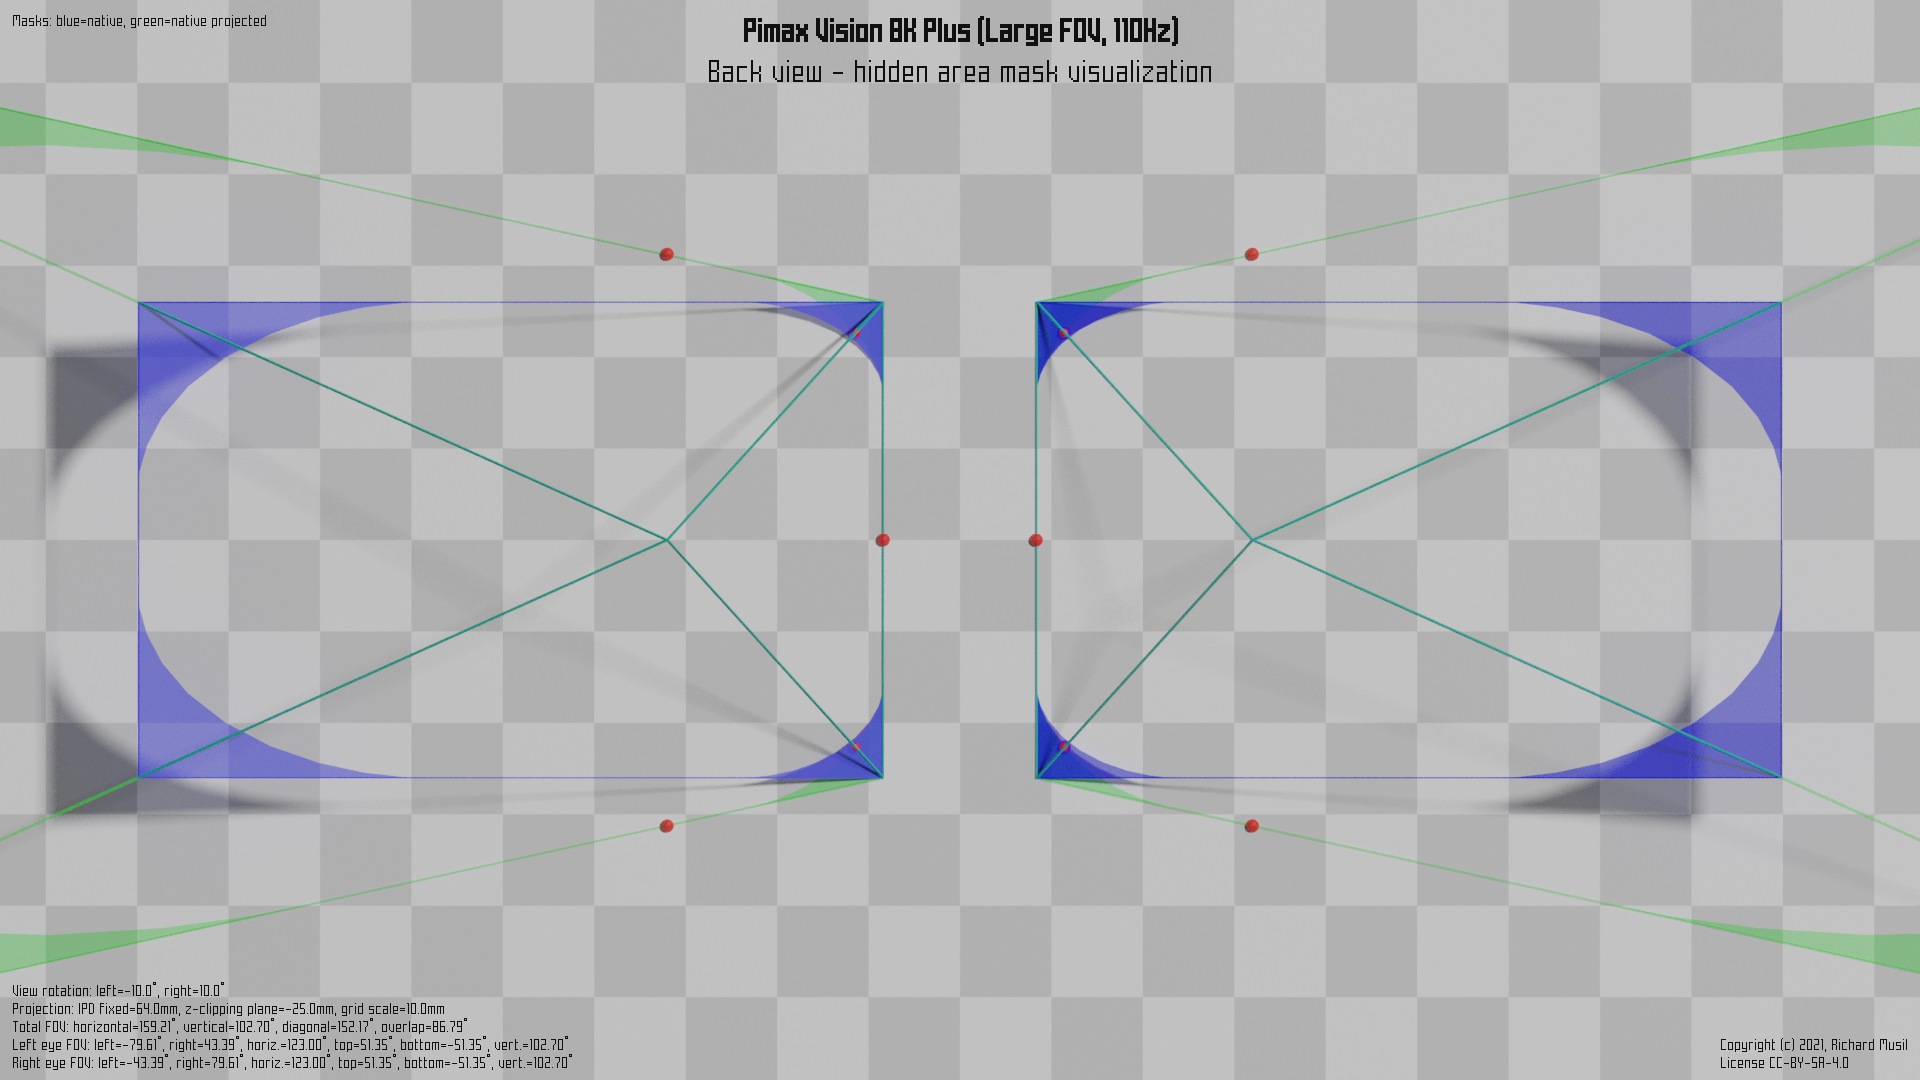 Masks: blue=native, green=native projected
Pimax Vision 8K Plus (Large FOV, 110Hz)
Back view - hidden area mask visualization
View rotation: left=-10.0°, right=10.0°
Projection: IPD fixed=64.0mm, z-clipping plane=-25.0mm, grid scale=10.0mm
Total FOV: horizontal=159.21°, vertical=102.70°, diagonal=152.17°, overlap=86.79°
Left eye FOV: left=-79.61°, right=43.39°, horiz.=123.00°, top=51.35°, bottom=-51.35°, vert.=102.70°
Right eye FOV: left=-43.39°, right=79.61°, horiz.=123.00°, top=51.35°, bottom=-51.35°, vert.=102.70°
Copyright (c) 2021, Richard Musil
License CC-BY-SA-4.0